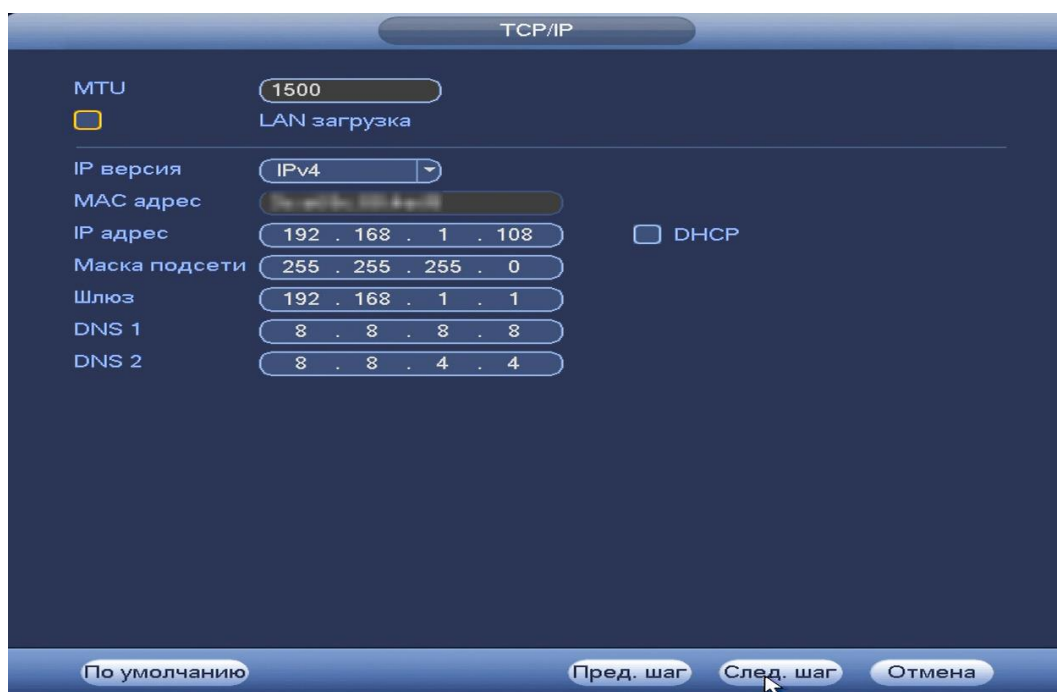 TCP/IP
MTU 1500
LAN загрузка
IP версия IPv4
MAC адрес
IP адрес 192 . 168 . 1 . 108 DHCP
Маска подсети 255 . 255 . 255 . 0
Шлюз 192 . 168 . 1 . 1
DNS 1 8 . 8 . 8 . 8
DNS 2 8 . 8 . 4 . 4
По умолчанию Пред. шаг След. шаг Отмена